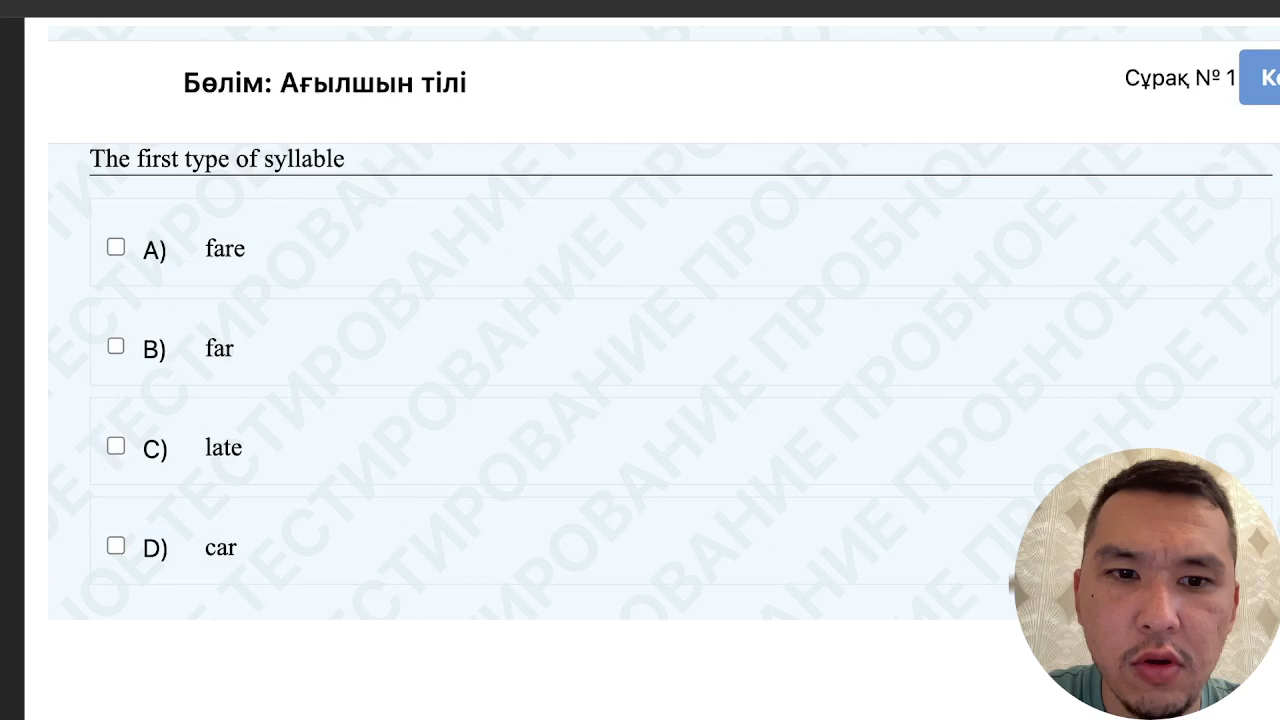 Бөлім: Ағылшын тілі
Сұрақ № 1
The first type of syllable
A) fare
B) far
C) late
D) car